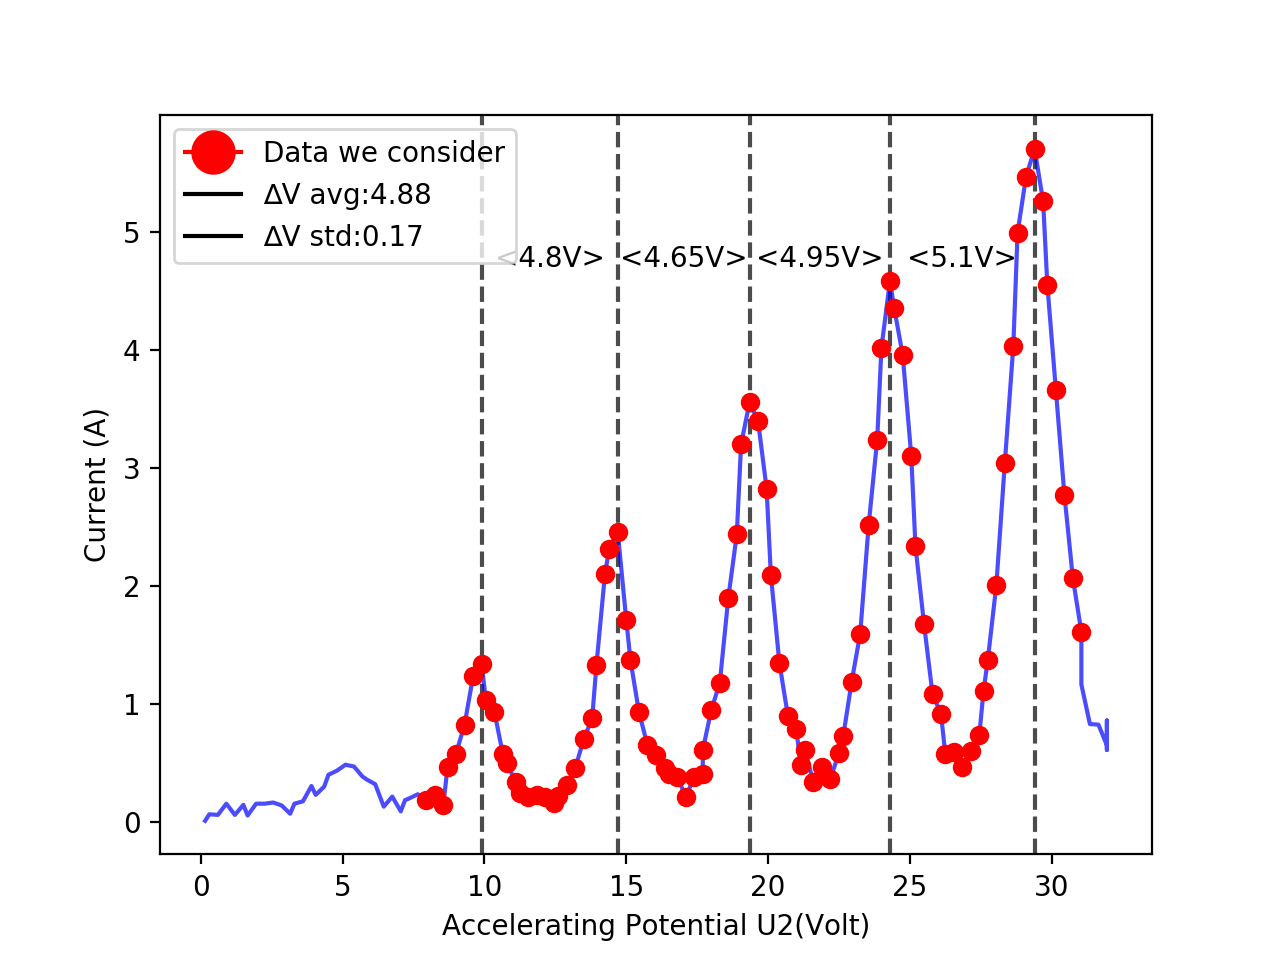 Data we consider
ΔV avg:4.88
ΔV std:0.17
<4.8V> <4.65V> <4.95V> <5.1V>
5
4
3
2
1
0
Current (A)
0 5 10 15 20 25 30
Accelerating Potential U2(Volt)